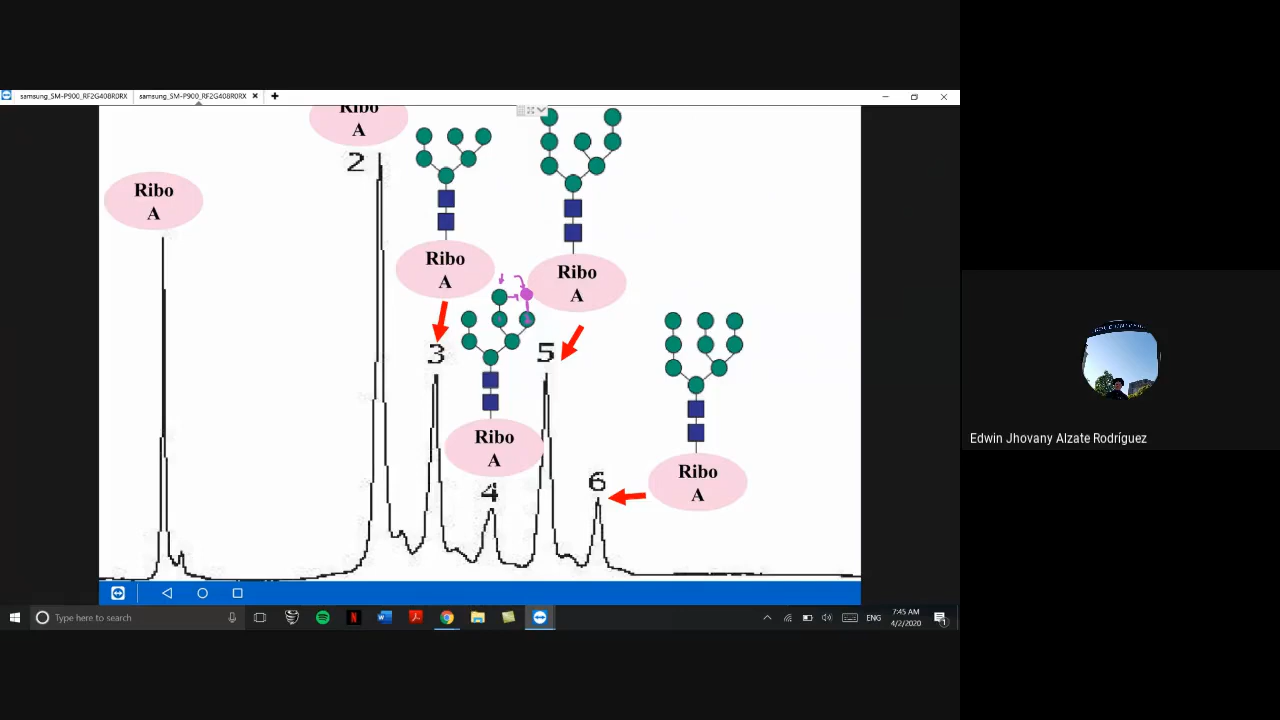 samsung_SM-P900_RF2G408R0RX
samsung_SM-P900_RF2G408R0RX
Ribo
A
2
Ribo
A
Ribo
A
Ribo
A
3
5
Ribo
A
4
6
Ribo
A
Edwin Jhovany Alzate Rodríguez
Type here to search
ENG
7:45 AM
4/2/2020
1